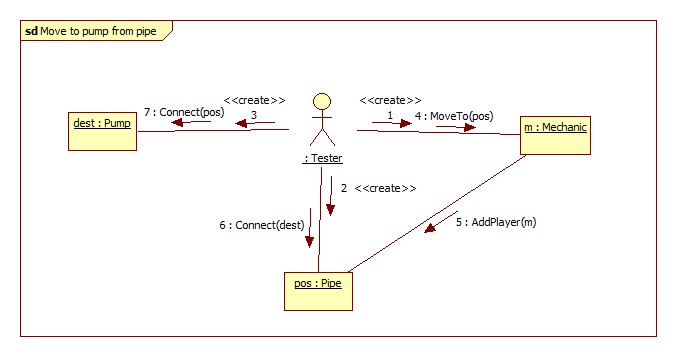 sd Move to pump from pipe
<<create>>
<<create>>
7 : Connect(pos)
3
1
4 : MoveTo(pos)
dest : Pump
m : Mechanic
: Tester
2 <<create>>
6 : Connect(dest)
5 : AddPlayer(m)
pos : Pipe